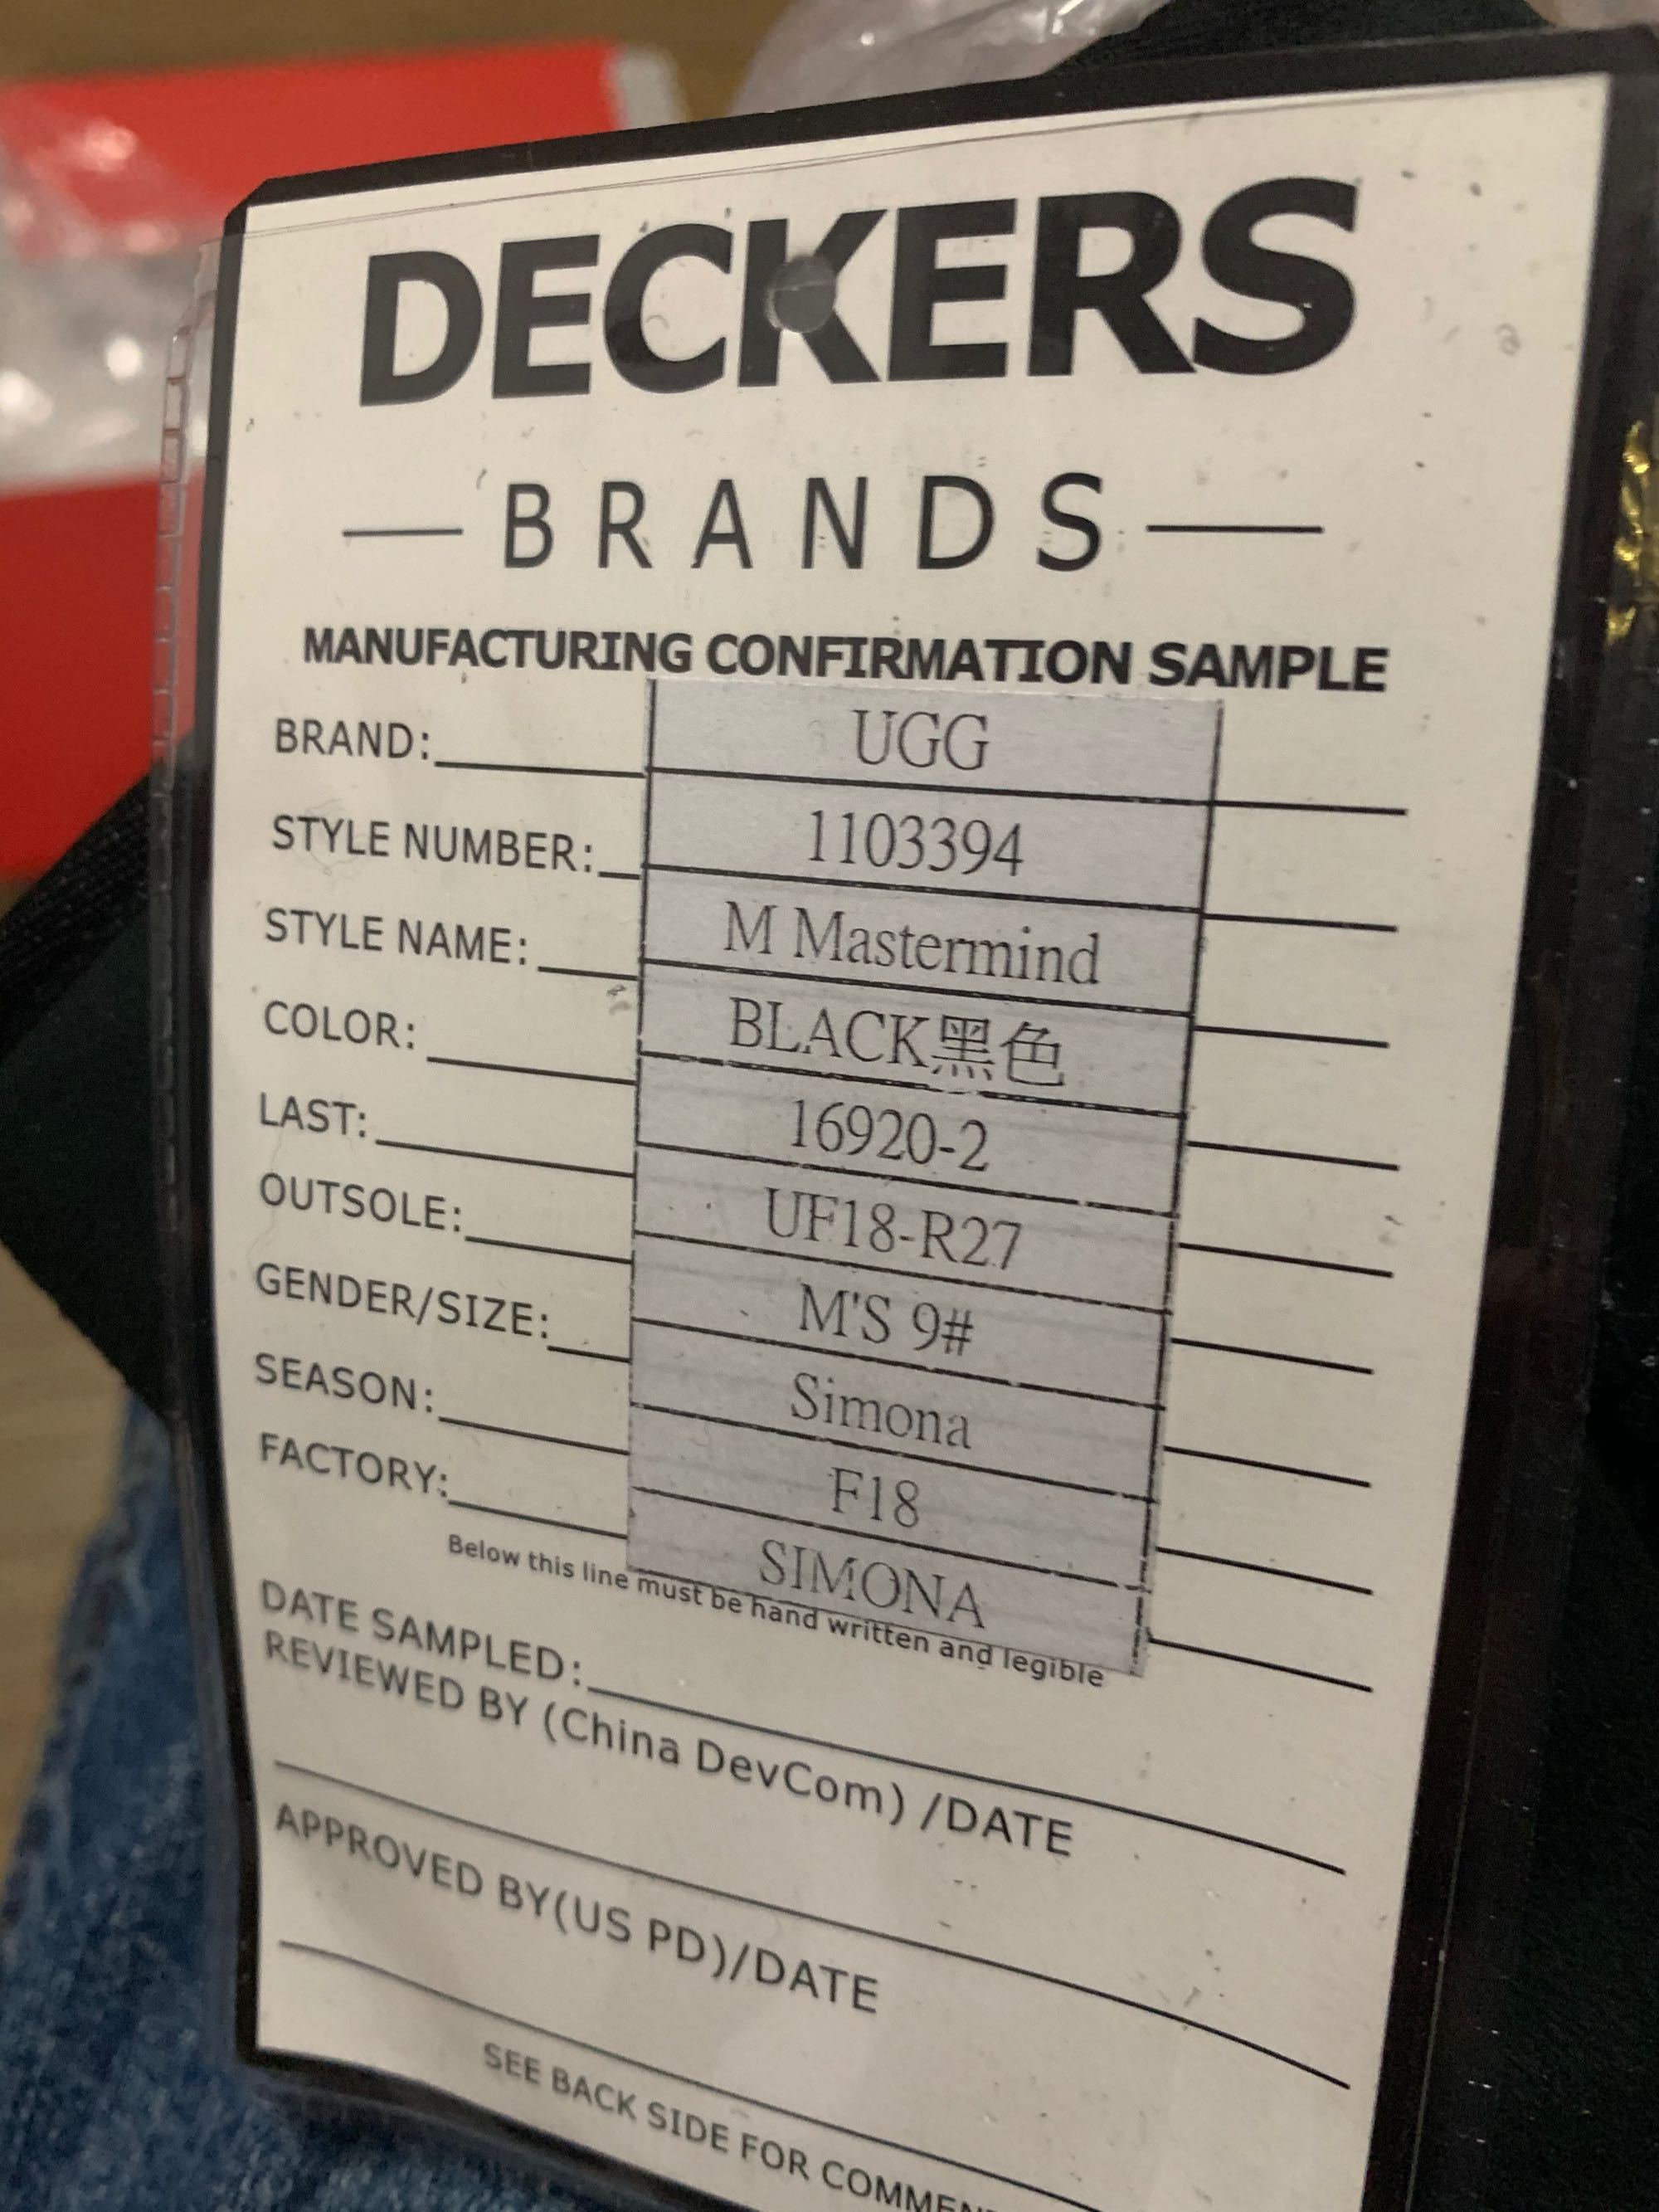 DECKERS
BRANDS
MANUFACTURING CONFIRMATION SAMPLE
BRAND: UGG
STYLE NUMBER: 1103394
STYLE NAME: M Mastermind
COLOR: BLACK黑色
LAST: 16920-2
OUTSOLE: UF18-R27
GENDER/SIZE: M'S 9#
SEASON: Simona
FACTORY: F18
SIMONA
Below this line must be hand written and legible
DATE SAMPLED:
REVIEWED BY (China DevCom) /DATE
APPROVED BY(US PD)/DATE
SEE BACK SIDE FOR